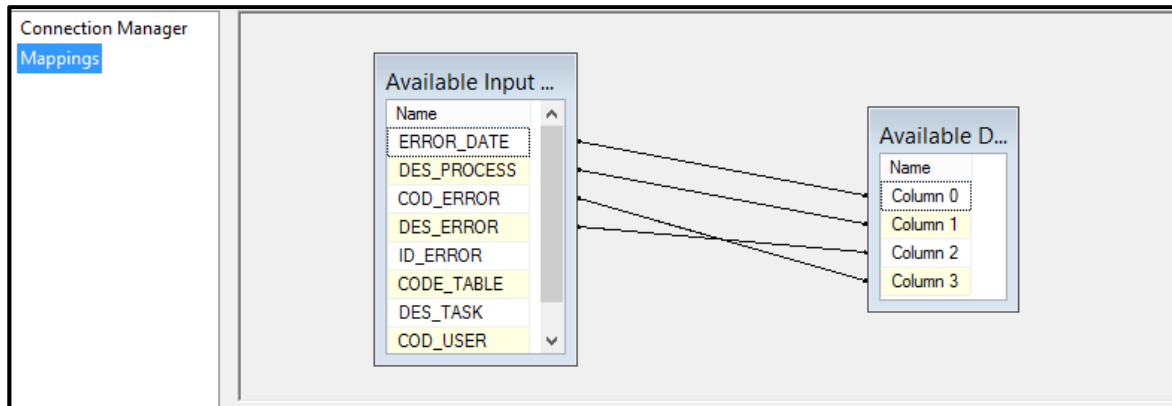 Connection Manager
Mappings
Available Input ...
Name
ERROR_DATE
DES_PROCESS
COD_ERROR
DES_ERROR
ID_ERROR
CODE_TABLE
DES_TASK
COD_USER
Available D...
Name
Column 0
Column 1
Column 2
Column 3